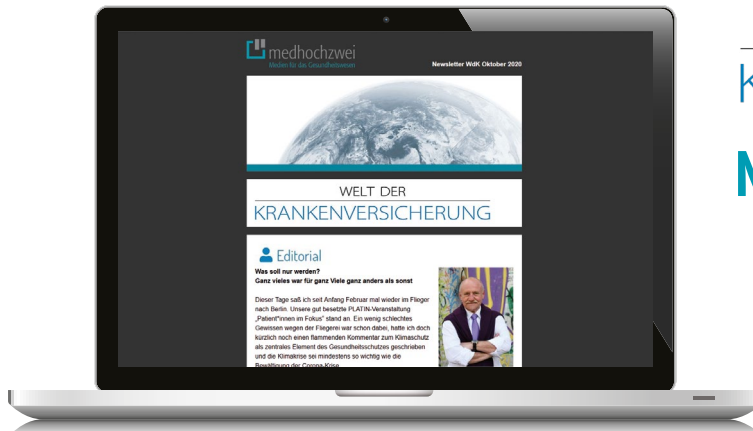 medhochzwei
Medien für das Gesundheitswesen
Newsletter WdK Oktober 2020
WELT DER
KRANKENVERSICHERUNG
Editorial
Was soll nur werden?
Ganz vieles war für ganz Viele ganz anders als sonst
Dieser Tage saß ich seit Anfang Februar mal wieder im Flieger
nach Berlin. Unsere gut besetzte PLATIN-Veranstaltung
„Patient*innen im Fokus" stand an. Ein wenig schlechtes
Gewissen wegen der Fliegerei war schon dabei, hatte ich doch
kürzlich noch einen flammenden Kommentar zum Klimaschutz
als zentrales Element des Gesundheitsschutzes geschrieben
und die Klimakrise sei mindestens so wichtig wie die
Bewältigung der Corona-Krise